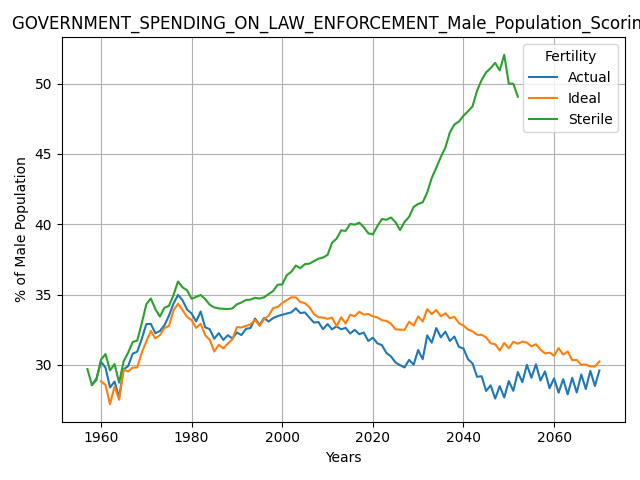 GOVERNMENT_SPENDING_ON_LAW_ENFORCEMENT_Male_Population_Scorin
Fertility
Actual
Ideal
Sterile
% of Male Population
50
45
40
35
30
1960
1980
2000
2020
2040
2060
Years